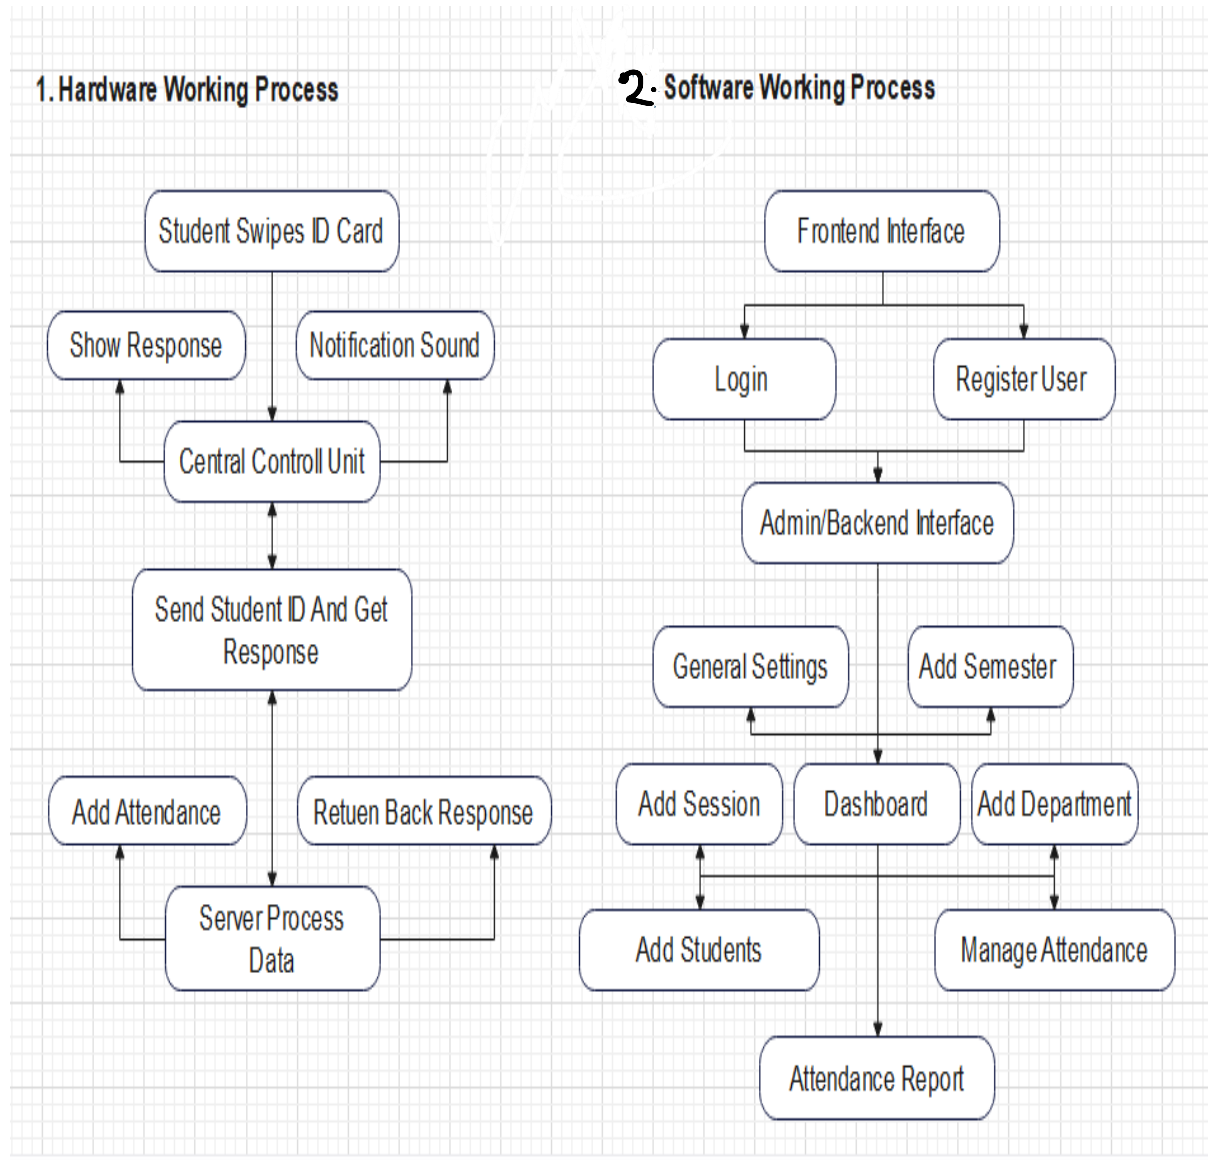 1. Hardware Working Process
Student Swipes ID Card
Show Response
Notification Sound
Central Controll Unit
Send Student ID And Get
Response
Add Attendance
Retuen Back Response
Server Process
Data
2. Software Working Process
Frontend Interface
Login
Register User
Admin/Backend Interface
General Settings
Add Semester
Add Session
Dashboard
Add Department
Add Students
Manage Attendance
Attendance Report